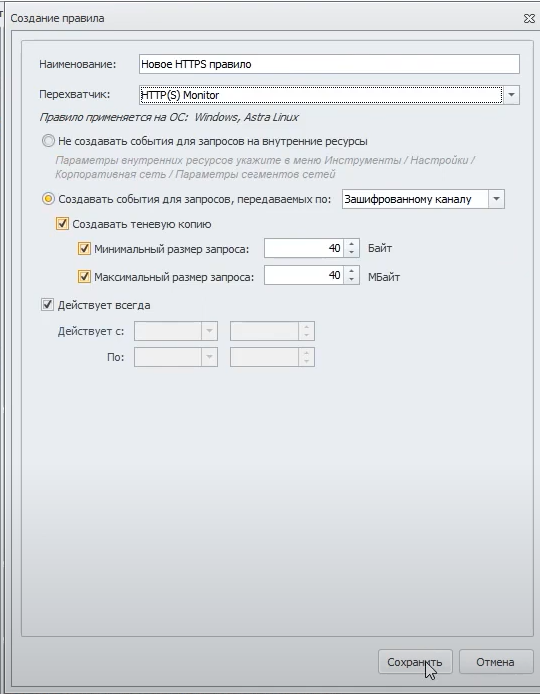 Создание правила
Наименование: Новое HTTPS правило
Перехватчик: HTTP(S) Monitor
Правило применяется на ОС: Windows, Astra Linux
Не создавать события для запросов на внутренние ресурсы
Параметры внутренних ресурсов укажите в меню Инструменты / Настройки /
Корпоративная сеть / Параметры сегментов сетей
Создавать события для запросов, передаваемых по: Зашифрованному каналу
Создавать теневую копию
Минимальный размер запроса: 40 Байт
Максимальный размер запроса: 40 МБайт
Действует всегда
Действует с:
По:
Сохранить Отмена